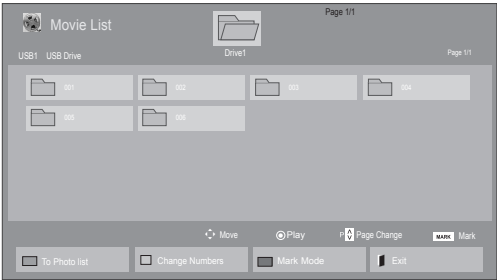 Page 1/1
Movie List
Drive1
USB1 USB Drive
Page 1/1
001 002 003 004
005 006
Move Play P Page Change MARK Mark
To Photo list Change Numbers Mark Mode Exit